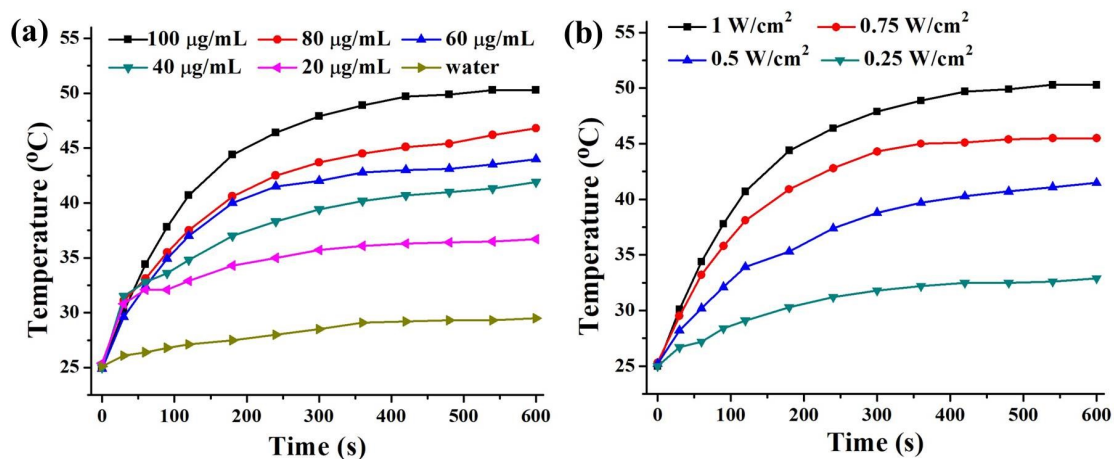 (a)
100 μg/mL 80 μg/mL 60 μg/mL
40 μg/mL 20 μg/mL water
55
50
45
40
35
30
25
0 100 200 300 400 500 600
Temperature (ºC)
Time (s)
(b)
1 W/cm² 0.75 W/cm²
0.5 W/cm² 0.25 W/cm²
55
50
45
40
35
30
25
0 100 200 300 400 500 600
Temperature (ºC)
Time (s)